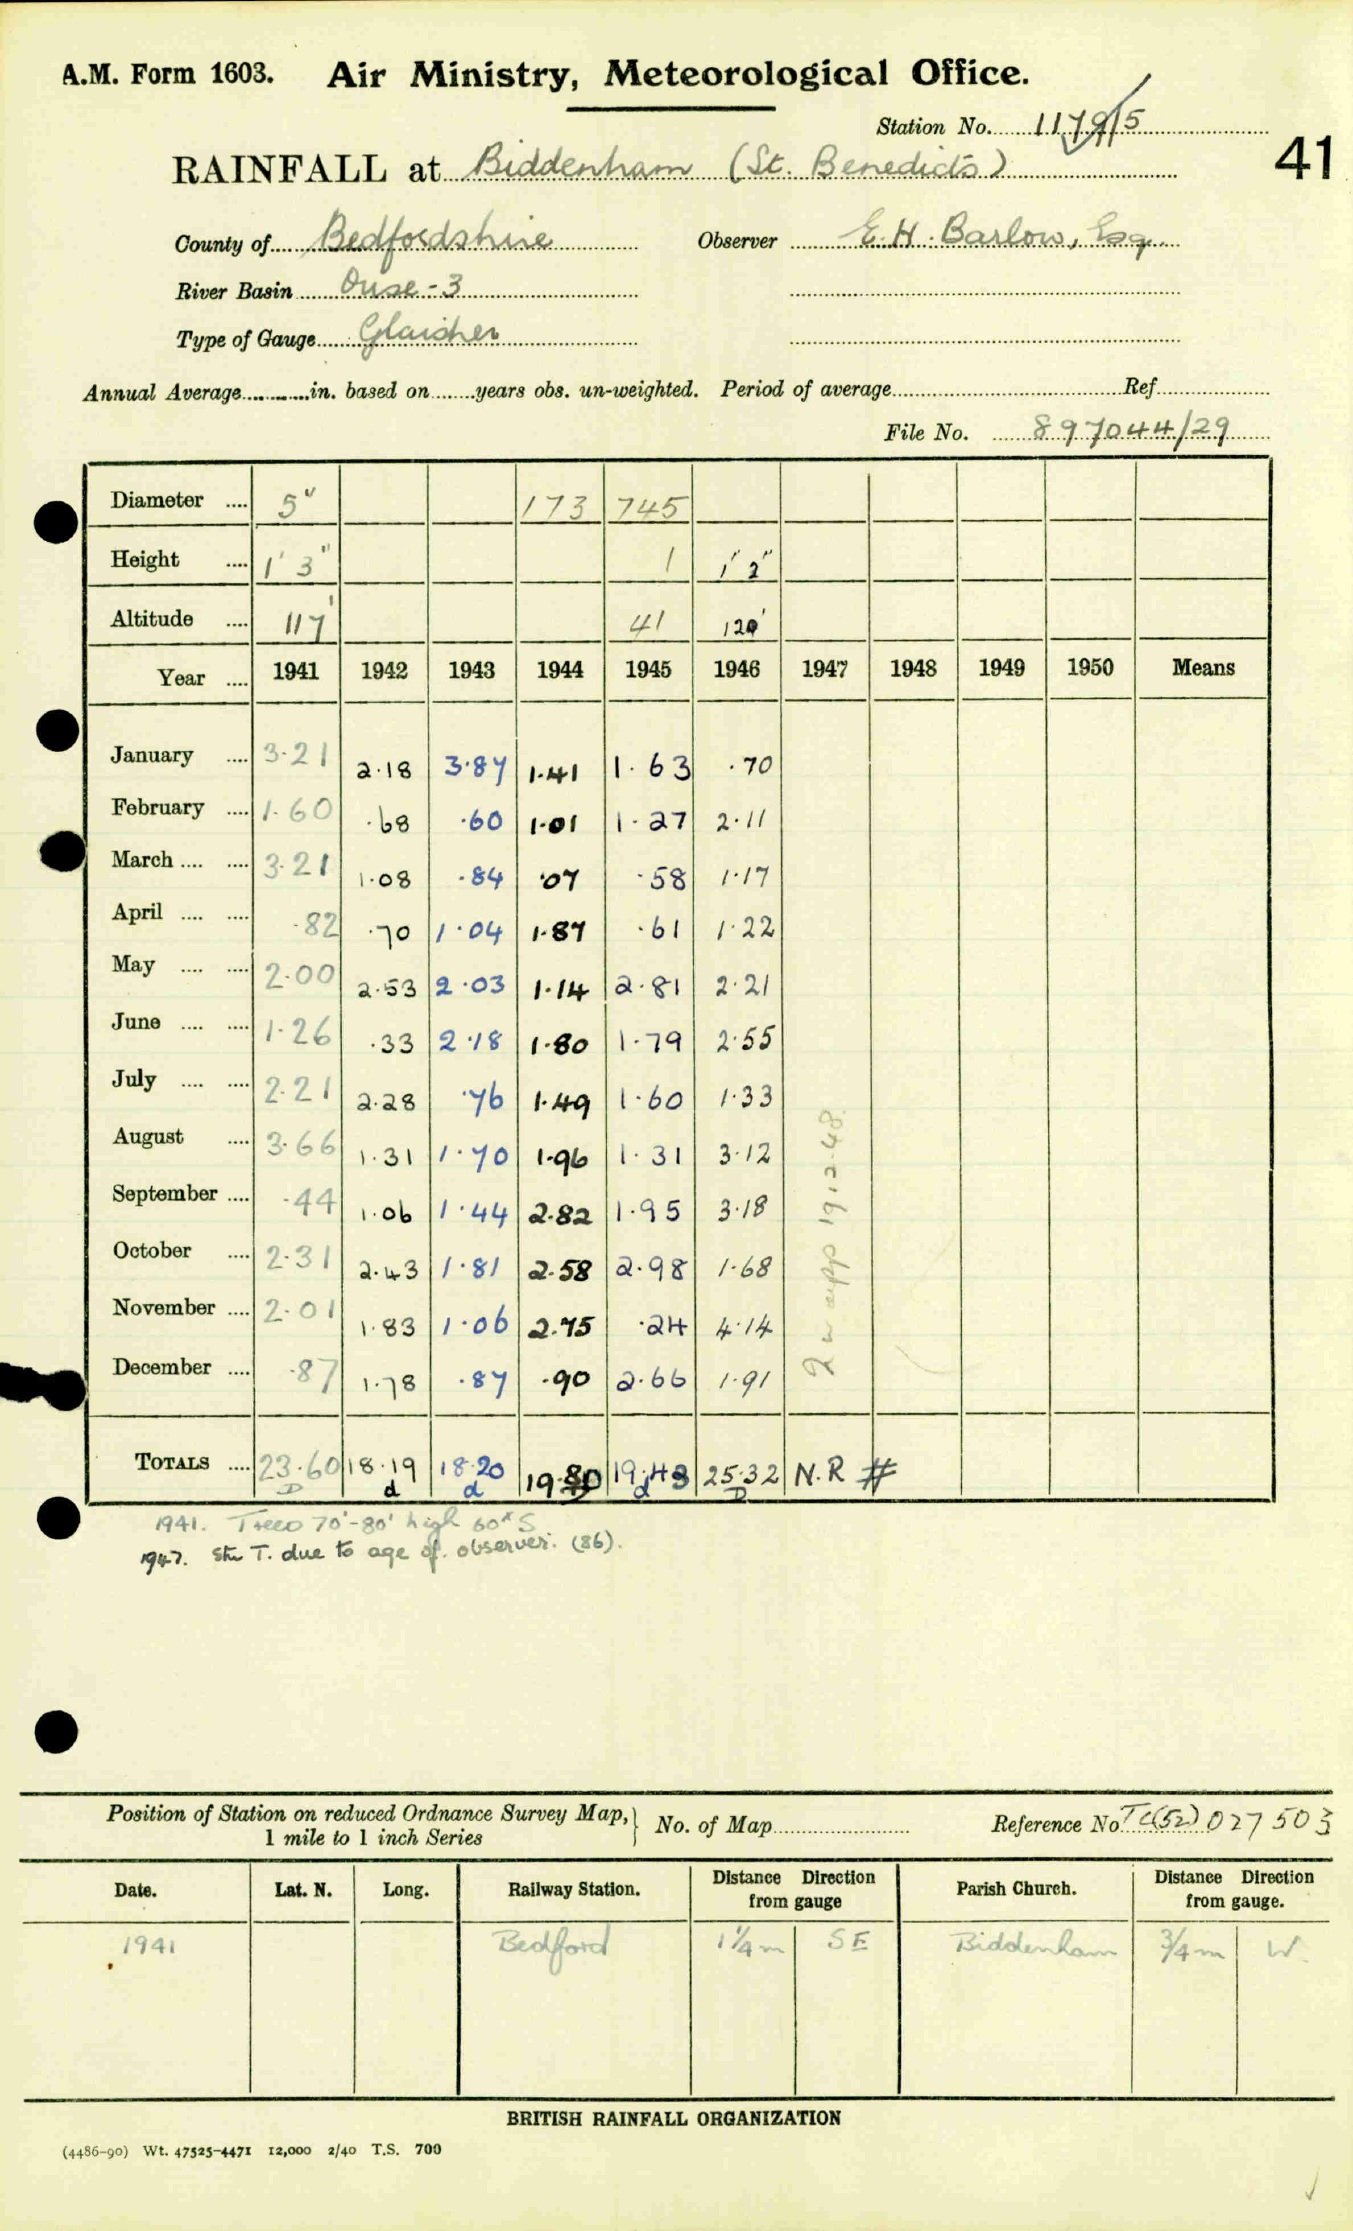 A.M. Form 1603. Air Ministry, Meteorological Office.
Station No. 1179/5
41
RAINFALL at Biddenham (St. Benedicts)
County of Bedfordshire Observer E. H. Barlow, Esq.
River Basin Ouse-3
Type of Gauge Glaisher
Annual Average in. based on years obs. un-weighted. Period of average Ref
File No. 897044/29
Diameter .... 5" 173 745
Height .... 1' 3" 1 1' 2"
Altitude .... 117' 41 120'
Year .... 1941 1942 1943 1944 1945 1946 1947 1948 1949 1950 Means
January .... 3.21 2.18 3.87 1.41 1.63 .70
February .... 1.60 .68 .60 1.01 1.27 2.11
March .... .... 3.21 1.08 .84 .07 .58 1.17
April .... .... .82 .70 1.04 1.87 .61 1.22
May .... .... 2.00 2.53 2.03 1.14 2.81 2.21
June .... .... 1.26 .33 2.18 1.80 1.79 2.55
July .... .... 2.21 2.28 .76 1.49 1.60 1.33
August .... 3.66 1.31 1.70 1.96 1.31 3.12
September .... .44 1.06 1.44 2.82 1.95 3.18
October .... 2.31 2.43 1.81 2.58 2.98 1.68
November .... 2.01 1.83 1.06 2.75 .24 4.14
December .... .87 1.78 .87 .90 2.66 1.91
19.2.48
TOTALS .... 23.60 18.19 18.20 19.80 19.43 25.32 N.R #
D d d D d D
1941. Trees 70'-80' high 60x S
1947. Stn T. due to age of observer. (86).
Position of Station on reduced Ordnance Survey Map, } No. of Map Reference No TL(52) 027503
1 mile to 1 inch Series
Date. Lat. N. Long. Railway Station. Distance Direction from gauge Parish Church. Distance Direction from gauge.
1941 Bedford 1 1/4 m SE Biddenham 3/4 m W
BRITISH RAINFALL ORGANIZATION
(4486-90) Wt. 47525-4471 12,000 2/40 T.S. 700